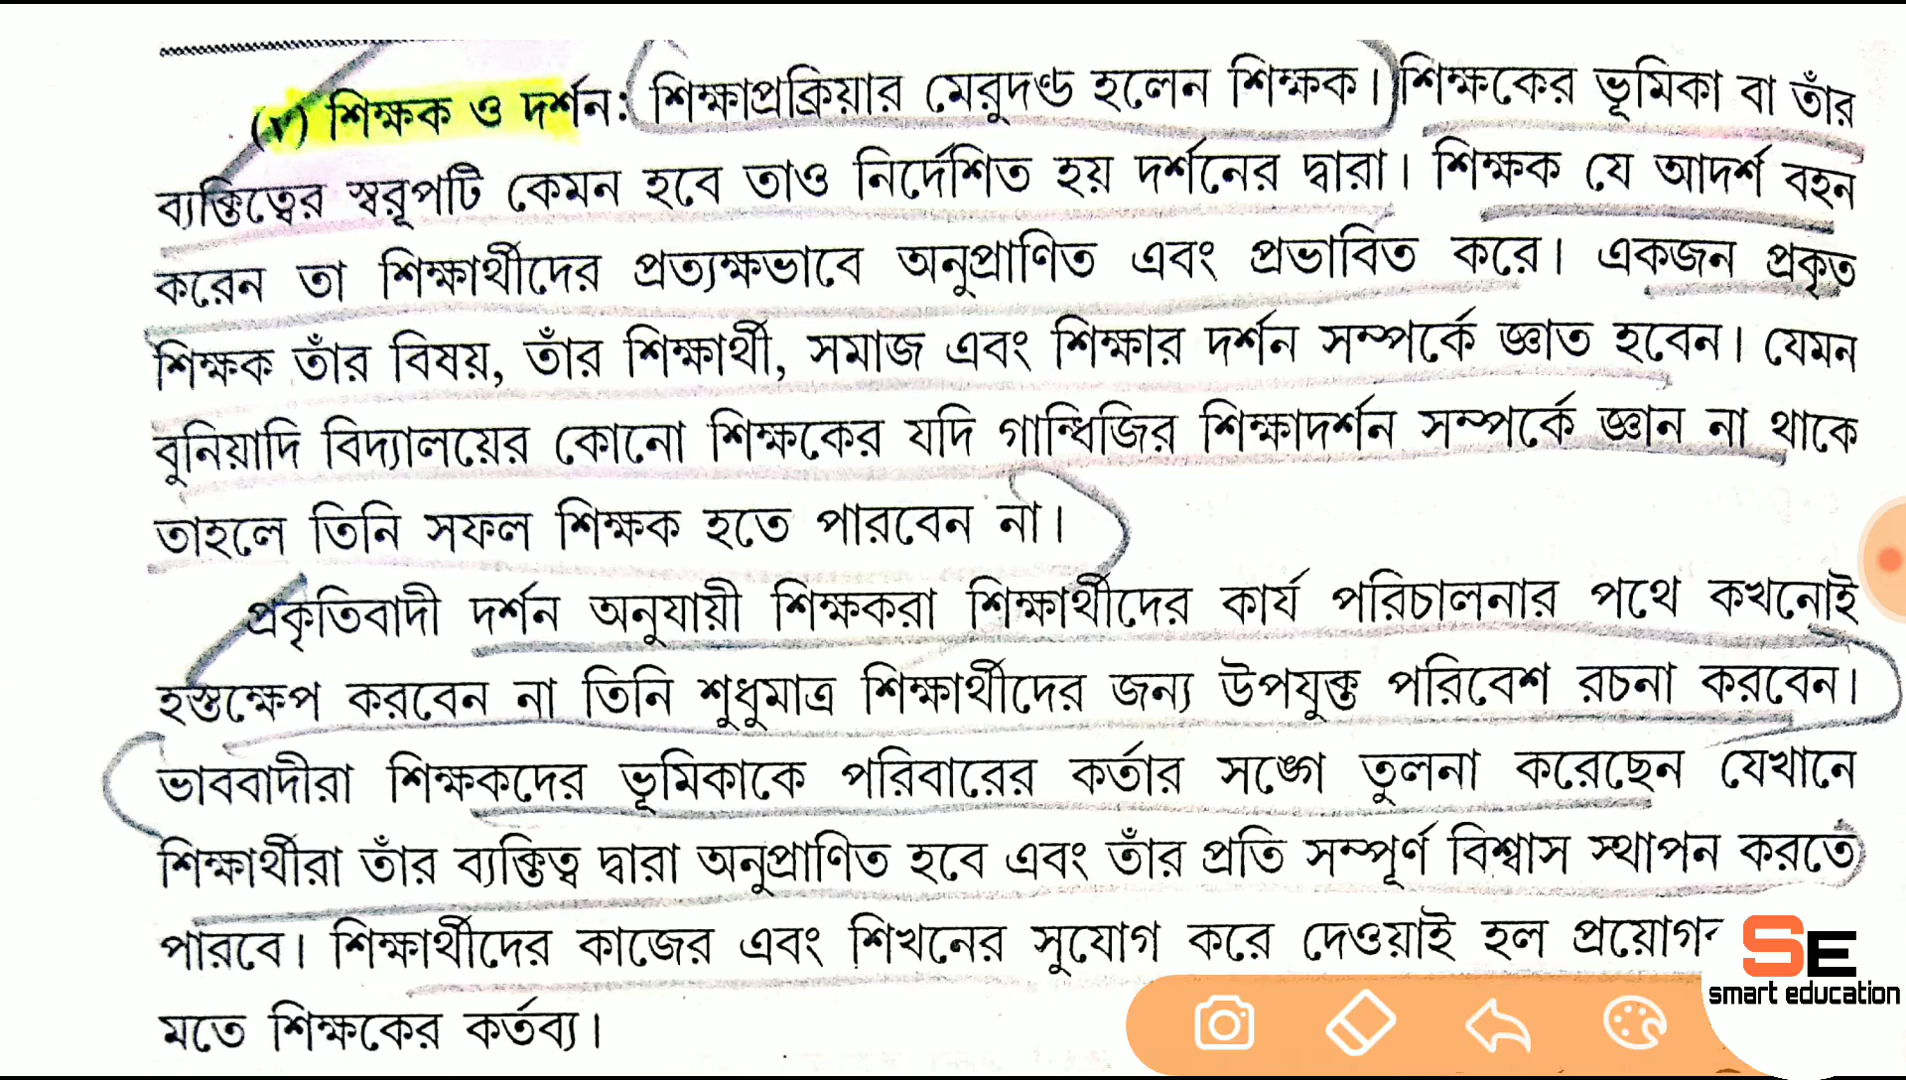 (v) শিক্ষক ও দর্শন: শিক্ষাপ্রক্রিয়ার মেরুদণ্ড হলেন শিক্ষক। শিক্ষকের ভূমিকা বা তাঁর
ব্যক্তিত্বের স্বরূপটি কেমন হবে তাও নির্দেশিত হয় দর্শনের দ্বারা। শিক্ষক যে আদর্শ বহন
করেন তা শিক্ষার্থীদের প্রত্যক্ষভাবে অনুপ্রাণিত এবং প্রভাবিত করে। একজন প্রকৃত
শিক্ষক তাঁর বিষয়, তাঁর শিক্ষার্থী, সমাজ এবং শিক্ষার দর্শন সম্পর্কে জ্ঞাত হবেন। যেমন
বুনিয়াদি বিদ্যালয়ের কোনো শিক্ষকের যদি গান্ধিজির শিক্ষাদর্শন সম্পর্কে জ্ঞান না থাকে
তাহলে তিনি সফল শিক্ষক হতে পারবেন না।
প্রকৃতিবাদী দর্শন অনুযায়ী শিক্ষকরা শিক্ষার্থীদের কার্য পরিচালনার পথে কখনোই
হস্তক্ষেপ করবেন না তিনি শুধুমাত্র শিক্ষার্থীদের জন্য উপযুক্ত পরিবেশ রচনা করবেন।
ভাববাদীরা শিক্ষকদের ভূমিকাকে পরিবারের কর্তার সঙ্গে তুলনা করেছেন যেখানে
শিক্ষার্থীরা তাঁর ব্যক্তিত্ব দ্বারা অনুপ্রাণিত হবে এবং তাঁর প্রতি সম্পূর্ণ বিশ্বাস স্থাপন করতে
পারবে। শিক্ষার্থীদের কাজের এবং শিখনের সুযোগ করে দেওয়াই হল
মতে শিক্ষকের কর্তব্য।
SE
smart education